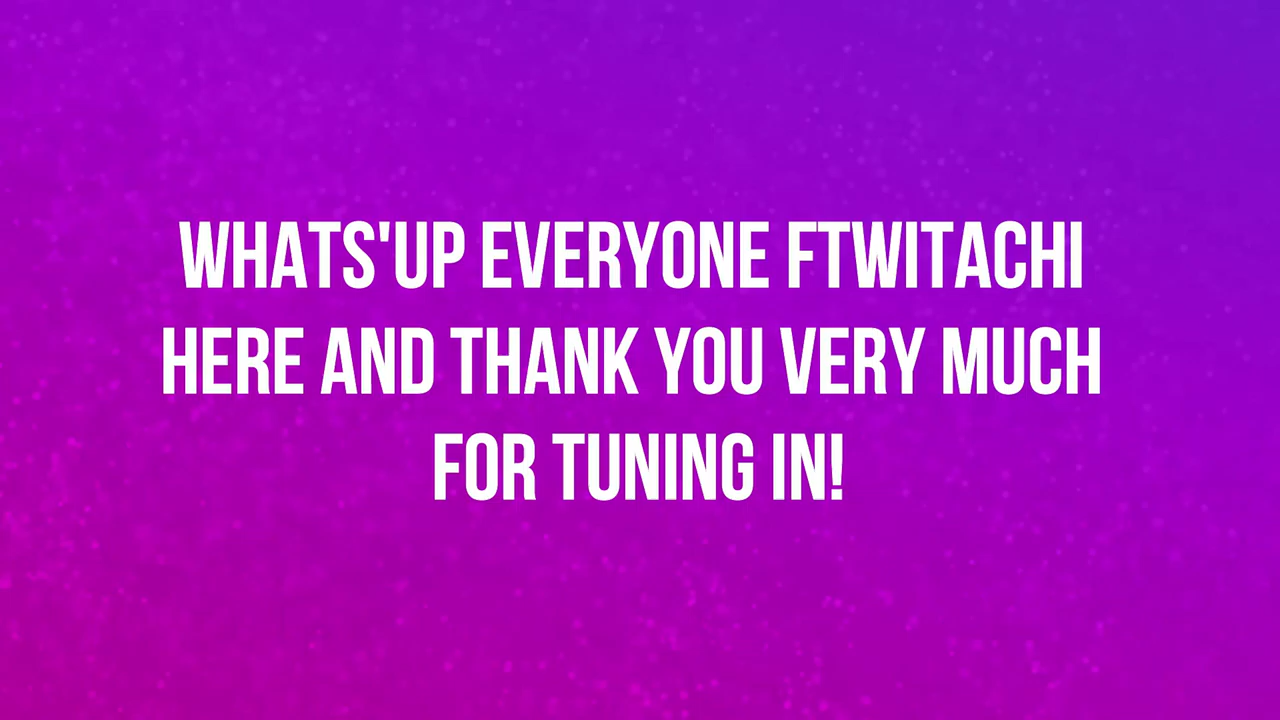 WHATS'UP EVERYONE FTWITACHI
HERE AND THANK YOU VERY MUCH
FOR TUNING IN!